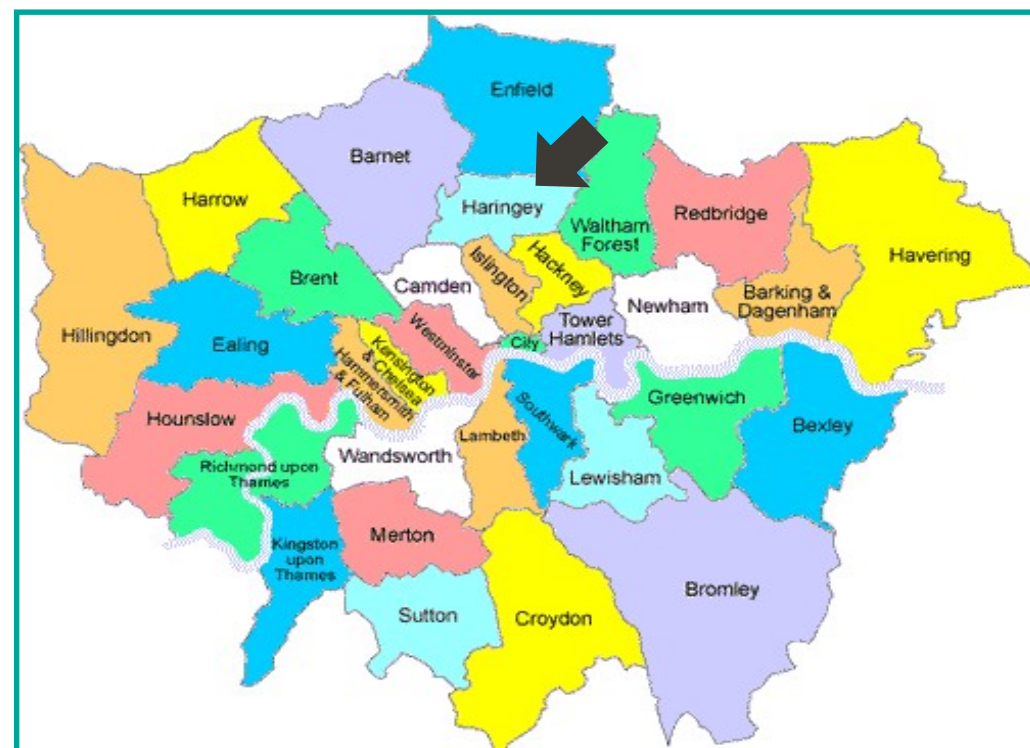 Enfield
Barnet
Harrow
Haringey
Waltham
Forest
Redbridge
Havering
Brent
Camden
Islington
Hackney
Newham
Barking &
Dagenham
Hillingdon
Ealing
Westminster
City
Tower
Hamlets
Kensington
& Chelsea
Hammersmith
& Fulham
Hounslow
Greenwich
Bexley
Richmond upon
Thames
Wandsworth
Lambeth
Southwark
Lewisham
Kingston
upon
Thames
Merton
Sutton
Croydon
Bromley